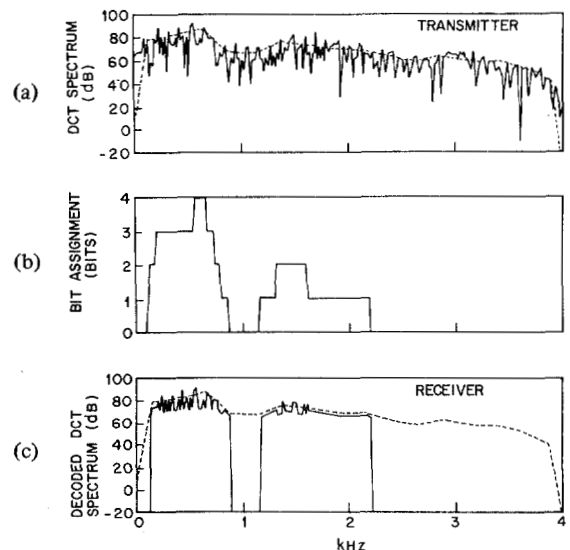 (a)
DCT SPECTRUM
(dB)
100
80
60
40
20
0
-20
TRANSMITTER
(b)
BIT ASSIGNMENT
(BITS)
4
3
2
1
0
(c)
DECODED DCT
SPECTRUM (dB)
100
80
60
40
20
0
-20
RECEIVER
0
1
2
3
4
kHz